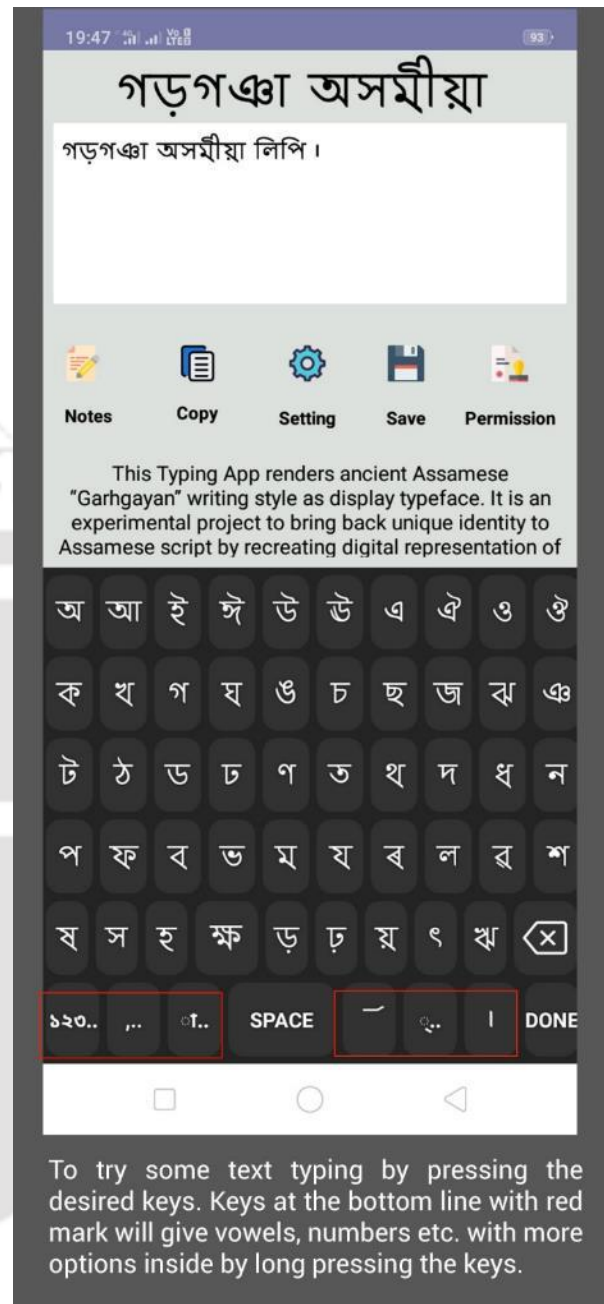 19:47 4G Vo LTE 93
গড়গঞা অসমীয়া
গড়গঞা অসমীয়া লিপি।
Notes Copy Setting Save Permission
This Typing App renders ancient Assamese
“Garhgayan” writing style as display typeface. It is an
experimental project to bring back unique identity to
Assamese script by recreating digital representation of
অ আ ই ঈ উ ঊ এ ঐ ও ঔ
ক খ গ ঘ ঙ চ ছ জ ঝ ঞ
ট ঠ ড ঢ ণ ত থ দ ধ ন
প ফ ব ভ ম য ৰ ল ৱ শ
ষ স হ ক্ষ ড় ঢ় য় ৎ ঋ
১২৩.. ,.. া.. SPACE ্.. । DONE
To try some text typing by pressing the
desired keys. Keys at the bottom line with red
mark will give vowels, numbers etc. with more
options inside by long pressing the keys.